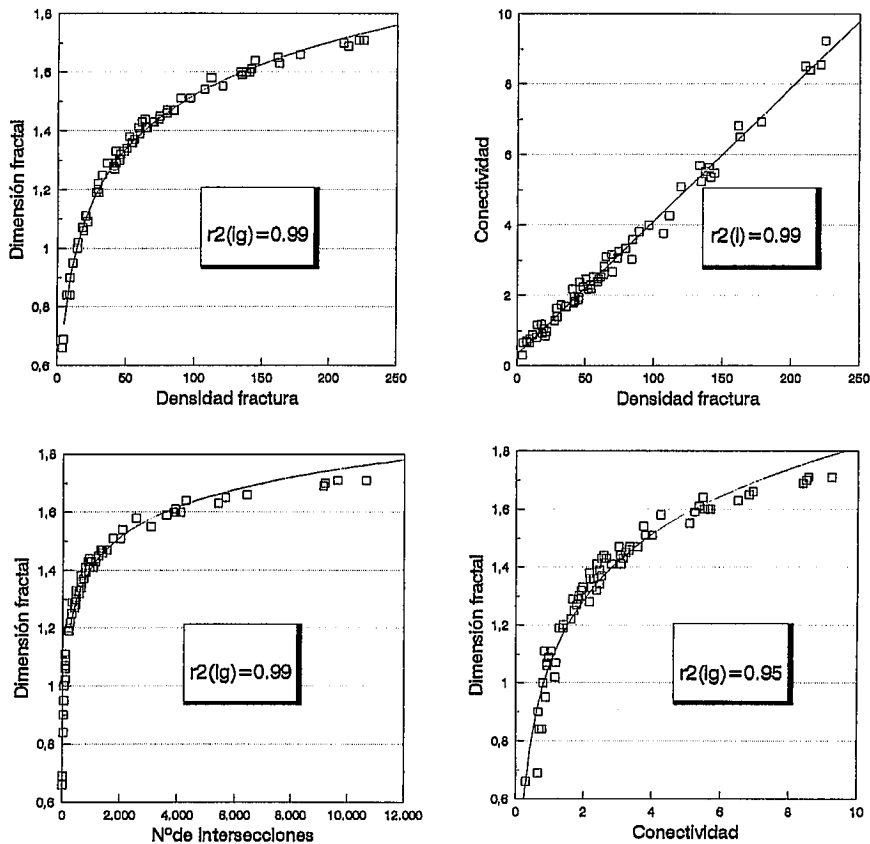 1,8
1,6
1,4
1,2
1
0,8
0,6
Dimensión fractal
r2(lg)=0.99
0 50 100 150 200 250
Densidad fractura
10
8
6
4
2
0
Conectividad
r2(l)=0.99
0 50 100 150 200 250
Densidad fractura
1,8
1,6
1,4
1,2
1
0,8
0,6
Dimensión fractal
r2(lg)=0.99
0 2,000 4,000 6,000 8,000 10,000 12,000
Nºde intersecciones
1,8
1,6
1,4
1,2
1
0,8
0,6
Dimensión fractal
r2(lg)=0.95
0 2 4 6 8 10
Conectividad